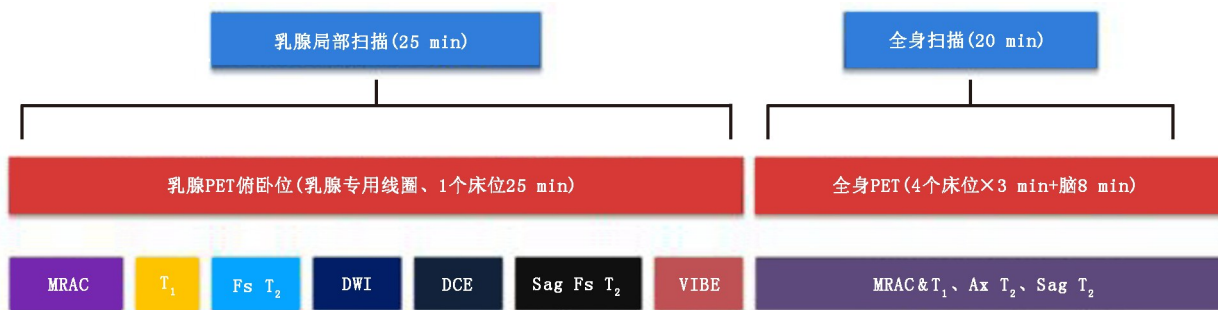 乳腺局部扫描(25 min)
全身扫描(20 min)
乳腺PET俯卧位(乳腺专用线圈、1个床位25 min)
全身PET(4个床位×3 min+脑8 min)
MRAC
T₁
Fs T₂
DWI
DCE
Sag Fs T₂
VIBE
MRAC&T₁、Ax T₂、Sag T₂